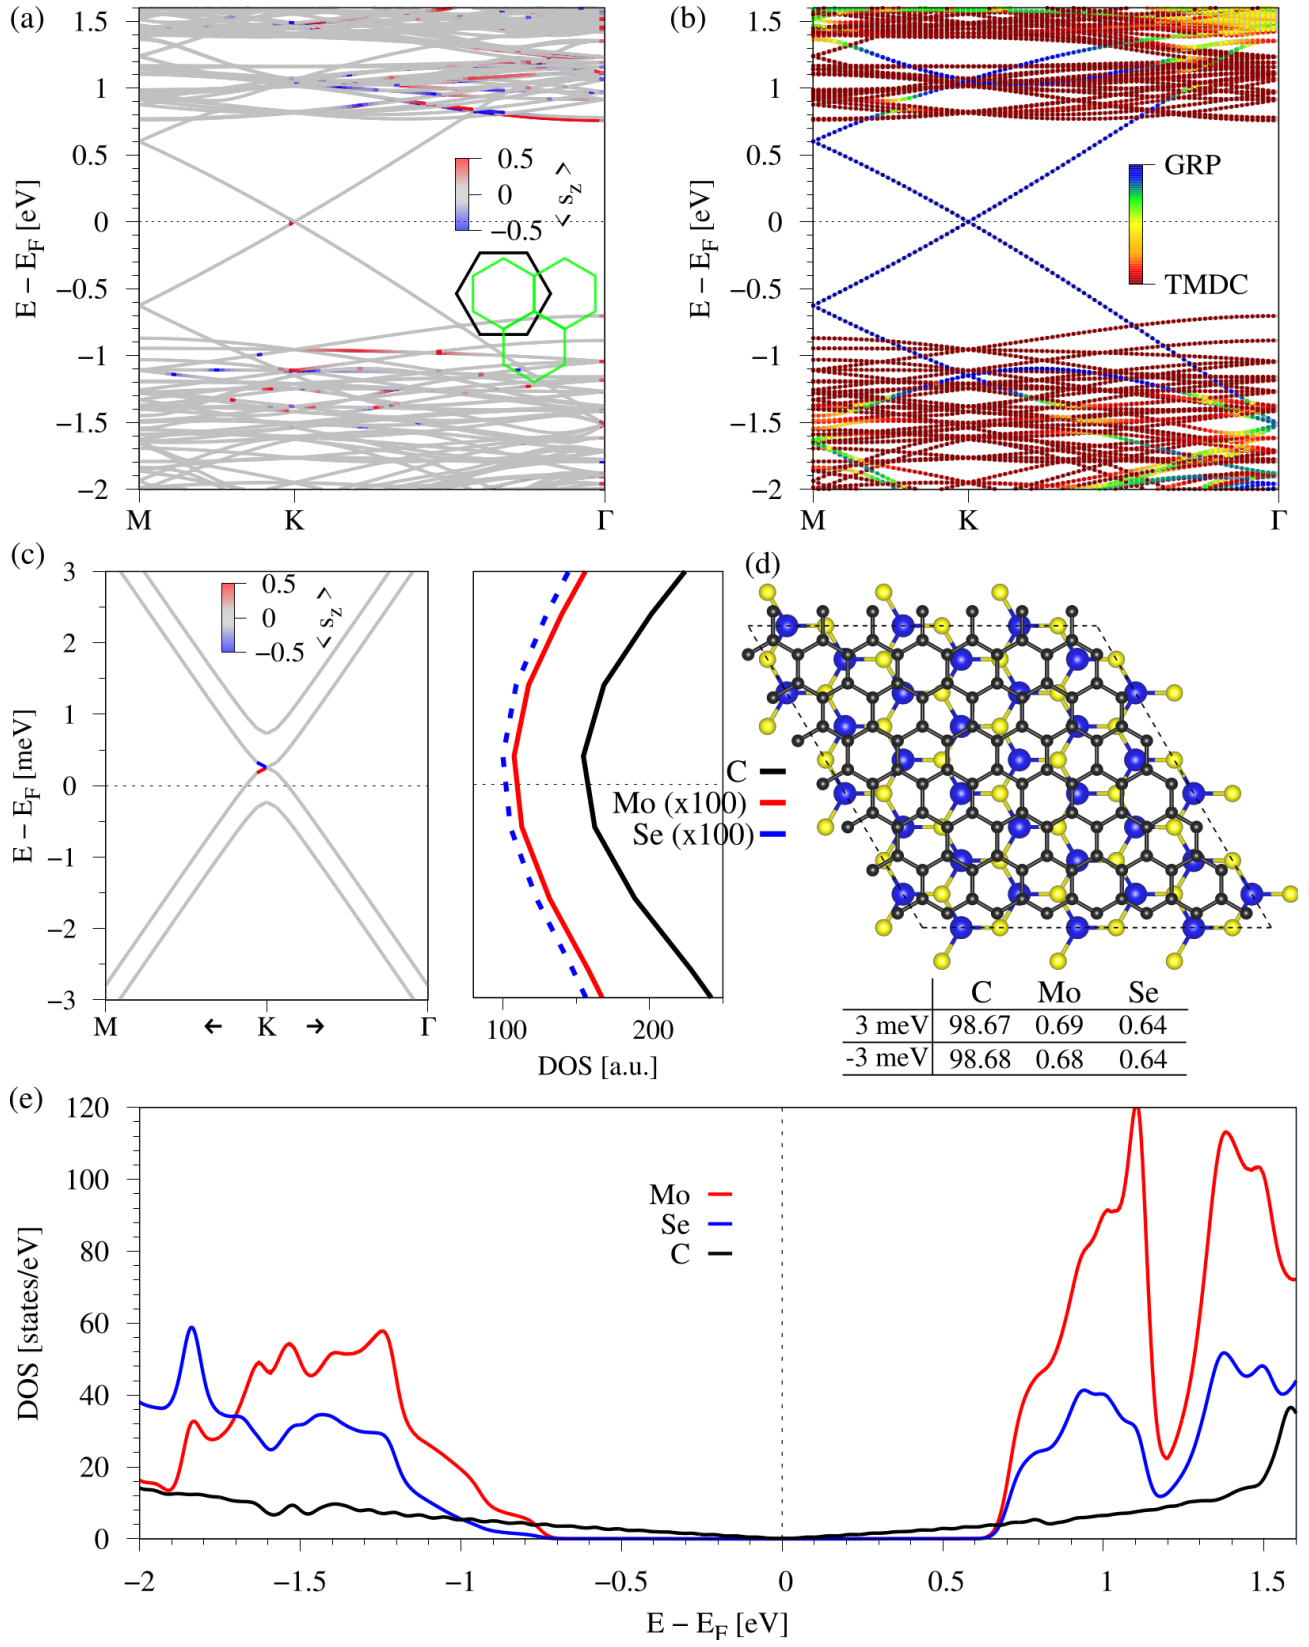 (a)
1.5
1
0.5
0
−0.5
−1
−1.5
−2
E − E_F [eV]
M K Γ
0.5
0
−0.5
< s_z >
(b)
1.5
1
0.5
0
−0.5
−1
−1.5
−2
E − E_F [eV]
M K Γ
GRP
TMDC
(c)
3
2
1
0
−1
−2
−3
E − E_F [meV]
M ← K → Γ
0.5
0
−0.5
< s_z >
C
Mo (x100)
Se (x100)
100 200
DOS [a.u.]
(d)
C Mo Se
3 meV 98.67 0.69 0.64
-3 meV 98.68 0.68 0.64
(e)
120
100
80
60
40
20
0
DOS [states/eV]
Mo
Se
C
−2 −1.5 −1 −0.5 0 0.5 1 1.5
E − E_F [eV]